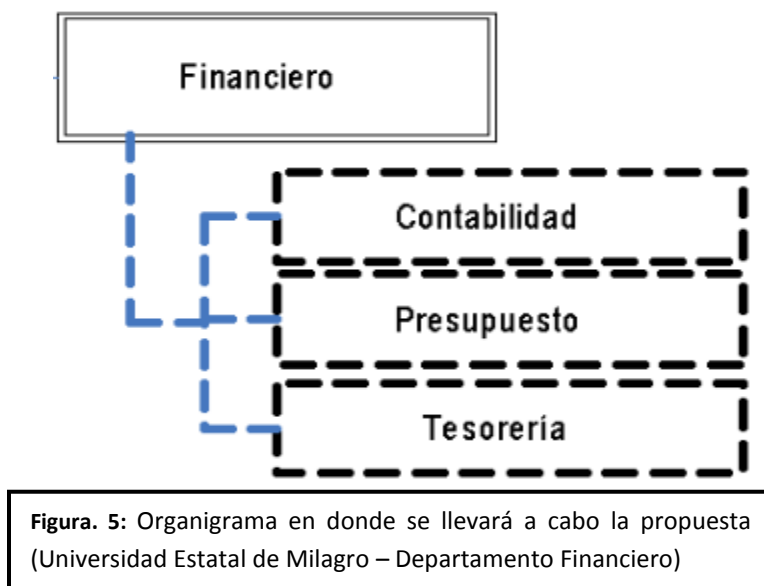 Financiero
Contabilidad
Presupuesto
Tesorería
Figura. 5: Organigrama en donde se llevará a cabo la propuesta
(Universidad Estatal de Milagro – Departamento Financiero)